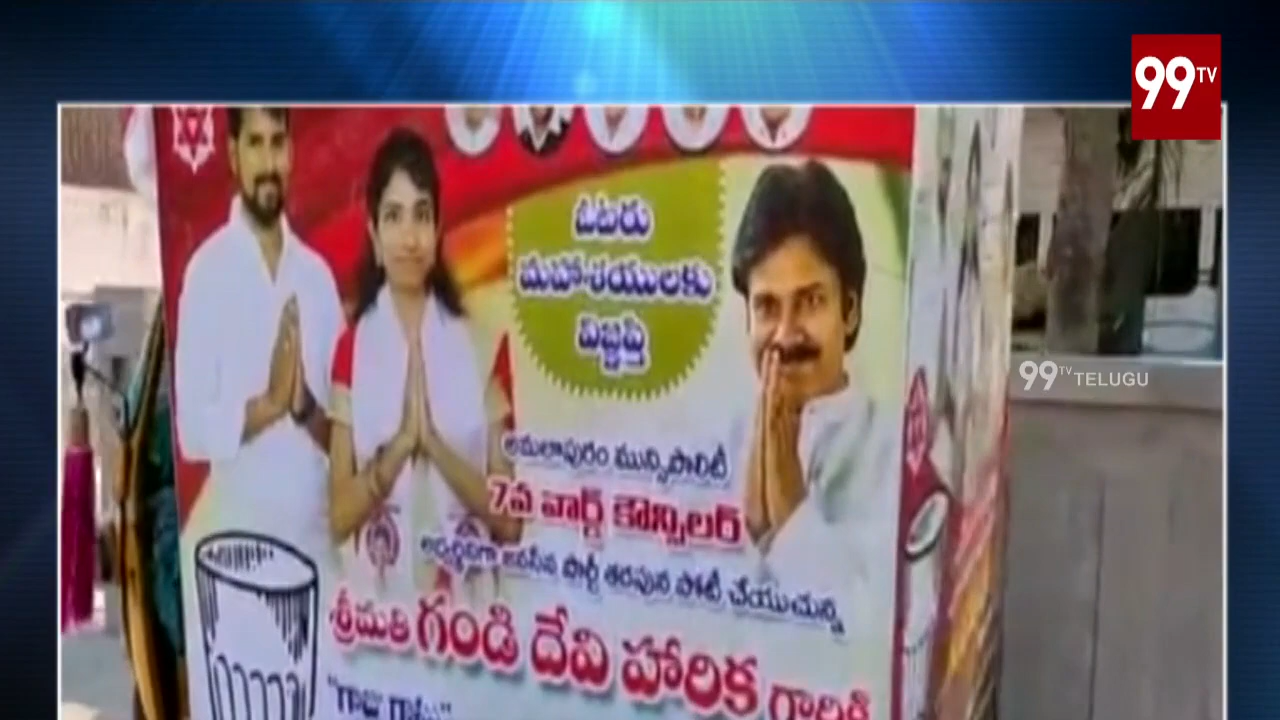 99TV
ఓటరు
మహాశయులకు
విజ్ఞప్తి
99TV TELUGU
అమలాపురం మున్సిపాలిటీ
7వ వార్డ్ కౌన్సిలర్
అభ్యర్థినిగా జనసేన పార్టీ తరపున పోటీ చేయుచున్న
శ్రీమతి గండి దేవి హారిక గారికి
"గాజు గ్లాసు"